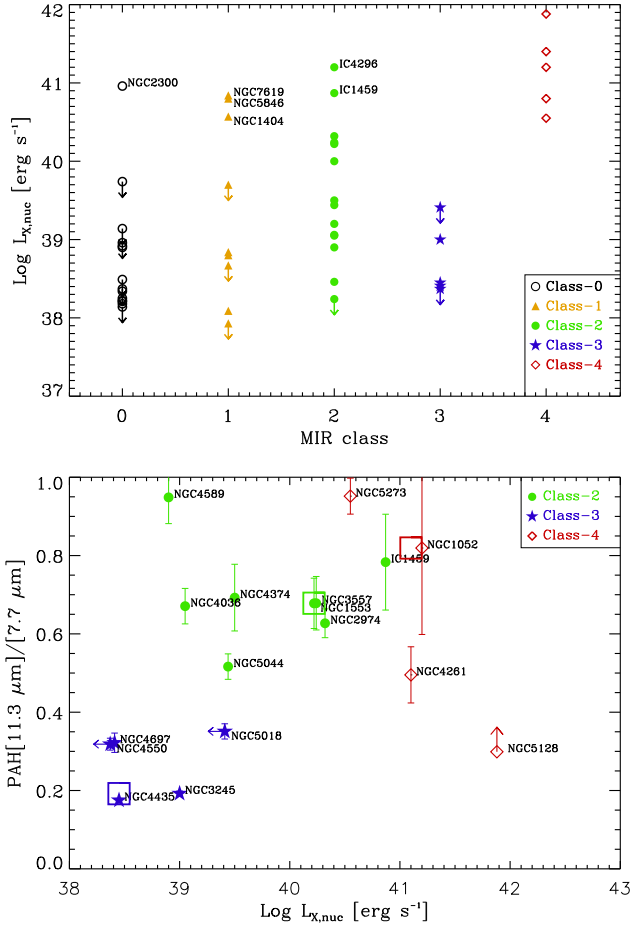 42
41
40
39
38
37
Log L_X,nuc [erg s⁻¹]
NGC2300
NGC7619
NGC5846
NGC1404
IC4296
IC1459
Class-0
Class-1
Class-2
Class-3
Class-4
0 1 2 3 4
MIR class
1.0
0.8
0.6
0.4
0.2
0.0
PAH[11.3 μm]/[7.7 μm]
NGC4589
NGC5273
NGC1052
IC1459
NGC4374
NGC4036
NGC3557
NGC1553
NGC2974
NGC5044
NGC4261
NGC4697
NGC4550
NGC5018
NGC5128
NGC4435
NGC3245
Class-2
Class-3
Class-4
38 39 40 41 42 43
Log L_X,nuc [erg s⁻¹]